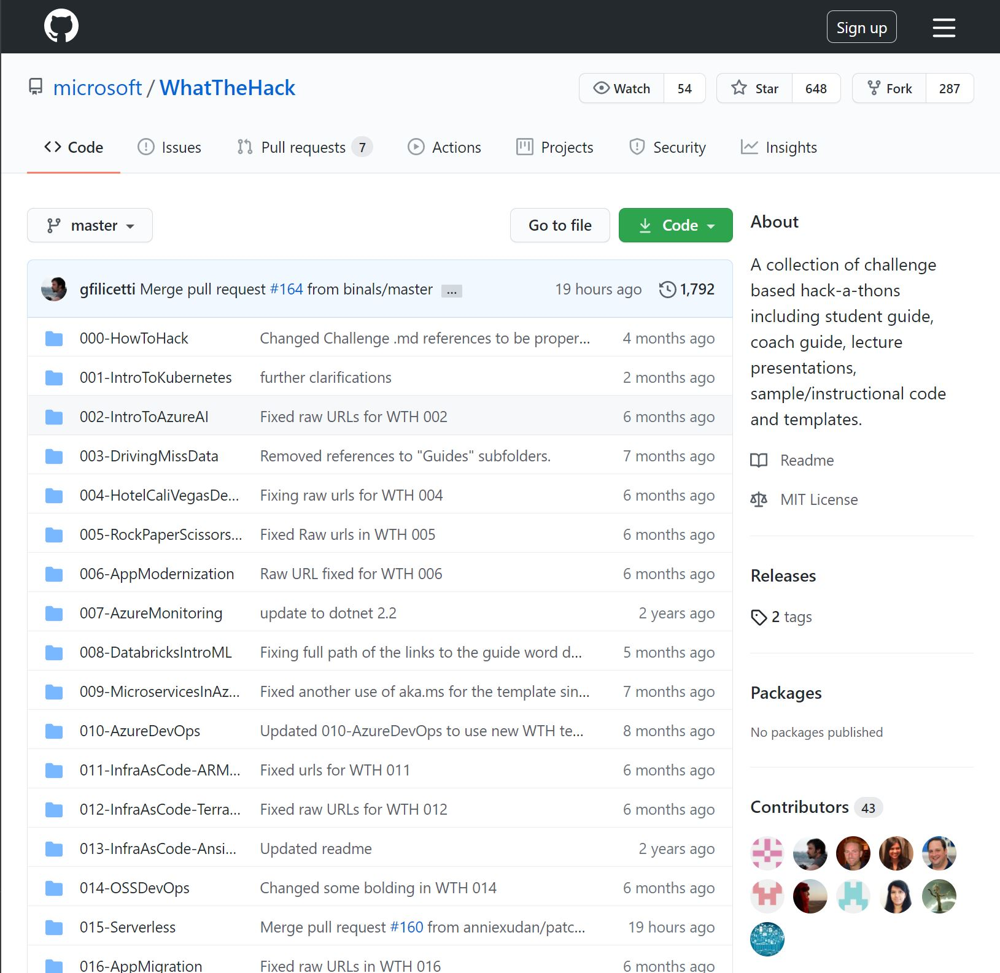 Sign up
microsoft / WhatTheHack
Watch 54
Star 648
Fork 287
Code
Issues
Pull requests 7
Actions
Projects
Security
Insights
master
Go to file
Code
gfilicetti Merge pull request #164 from binals/master ... 19 hours ago 1,792
000-HowToHack Changed Challenge .md references to be proper... 4 months ago
001-IntroToKubernetes further clarifications 2 months ago
002-IntroToAzureAI Fixed raw URLs for WTH 002 6 months ago
003-DrivingMissData Removed references to "Guides" subfolders. 7 months ago
004-HotelCaliVegasDe... Fixing raw urls for WTH 004 6 months ago
005-RockPaperScissors... Fixed Raw urls in WTH 005 6 months ago
006-AppModernization Raw URL fixed for WTH 006 6 months ago
007-AzureMonitoring update to dotnet 2.2 2 years ago
008-DatabricksIntroML Fixing full path of the links to the guide word d... 5 months ago
009-MicroservicesInAz... Fixed another use of aka.ms for the template sin... 7 months ago
010-AzureDevOps Updated 010-AzureDevOps to use new WTH te... 8 months ago
011-InfraAsCode-ARM... Fixed urls for WTH 011 6 months ago
012-InfraAsCode-Terra... Fixed raw URLs for WTH 012 6 months ago
013-InfraAsCode-Ansi... Updated readme 2 years ago
014-OSSDevOps Changed some bolding in WTH 014 6 months ago
015-Serverless Merge pull request #160 from anniexudan/patc... 19 hours ago
016-AppMigration Fixed raw URLs in WTH 016 6 months ago
About
A collection of challenge
based hack-a-thons
including student guide,
coach guide, lecture
presentations,
sample/instructional code
and templates.
Readme
MIT License
Releases
2 tags
Packages
No packages published
Contributors 43